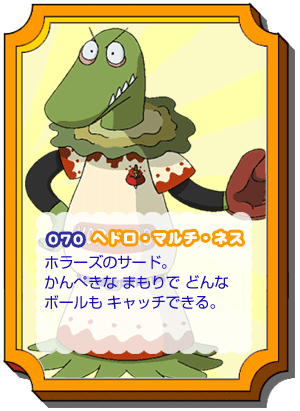 070 ヘドロ・マルチ・ネス
ホラーズのサード。
かんぺきな まもりで どんな
ボールも キャッチできる。